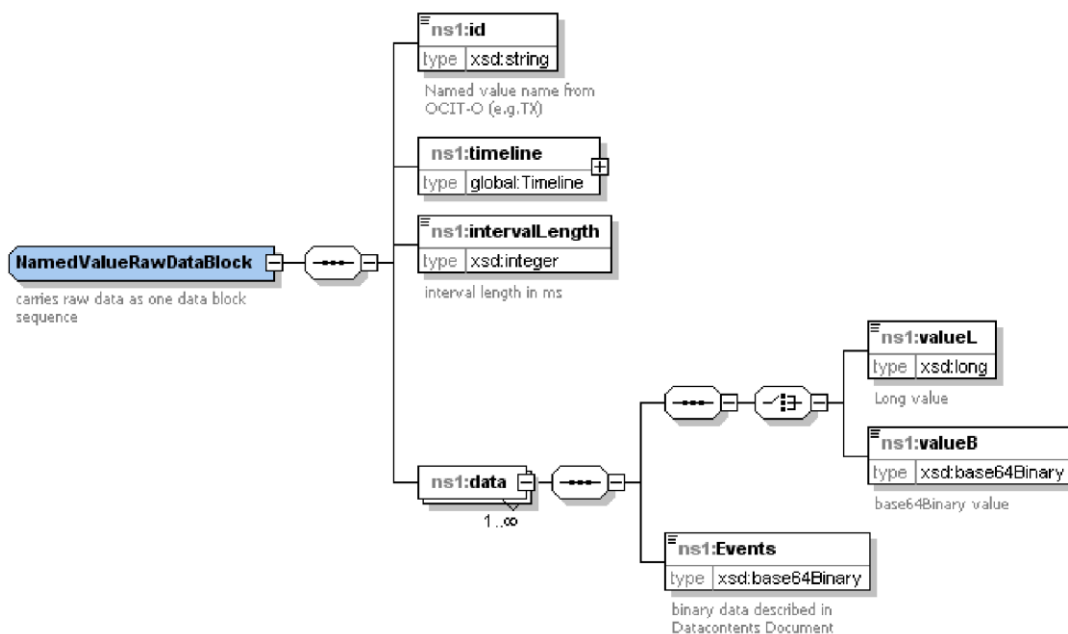 ns1:id
type xsd:string
Named value name from
OCIT-O (e.g.TX)
ns1:timeline
type global:Timeline
ns1:intervalLength
type xsd:integer
interval length in ms
NamedValueRawDataBlock
carries raw data as one data block
sequence
ns1:valueL
type xsd:long
Long value
ns1:valueB
type xsd:base64Binary
base64Binary value
ns1:data
1..∞
ns1:Events
type xsd:base64Binary
binary data described in
Datacontents Document